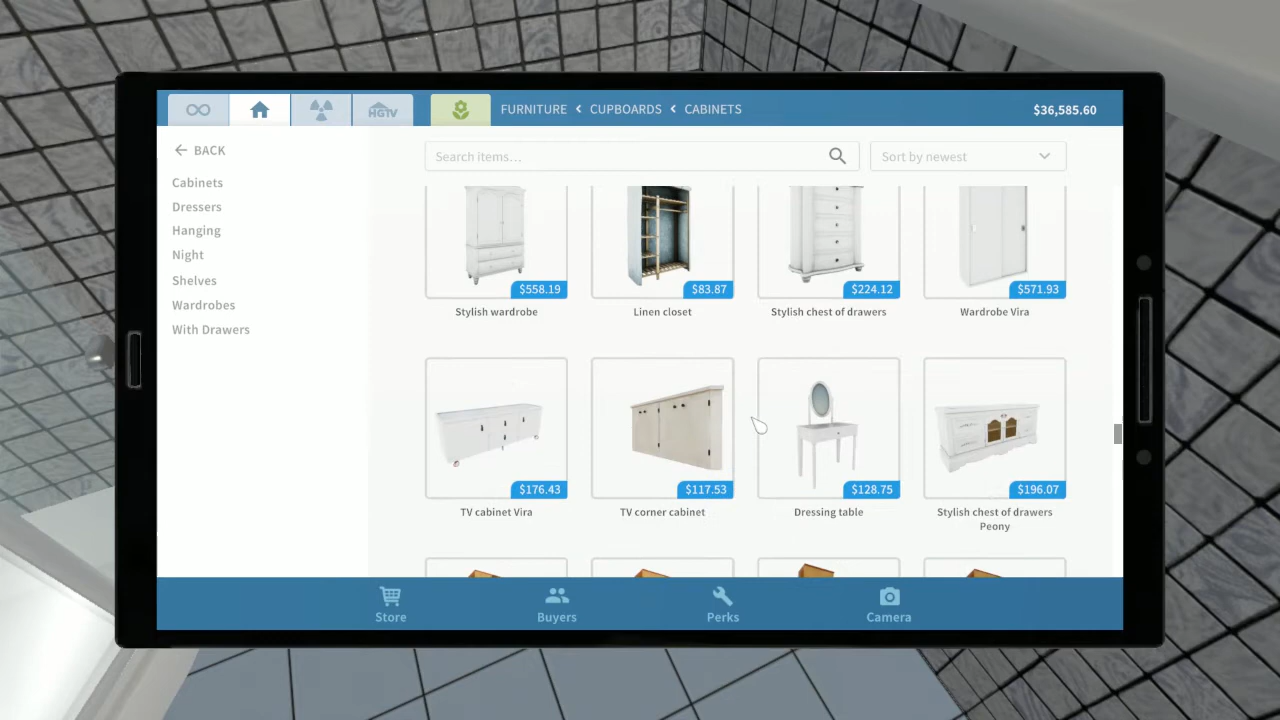 HGTV
FURNITURE < CUPBOARDS < CABINETS
$36,585.60
← BACK
Search items...
Sort by newest
Cabinets
Dressers
Hanging
Night
Shelves
Wardrobes
With Drawers
$558.19
$83.87
$224.12
$571.93
Stylish wardrobe
Linen closet
Stylish chest of drawers
Wardrobe Vira
$176.43
$117.53
$128.75
$196.07
TV cabinet Vira
TV corner cabinet
Dressing table
Stylish chest of drawers
Peony
Store
Buyers
Perks
Camera